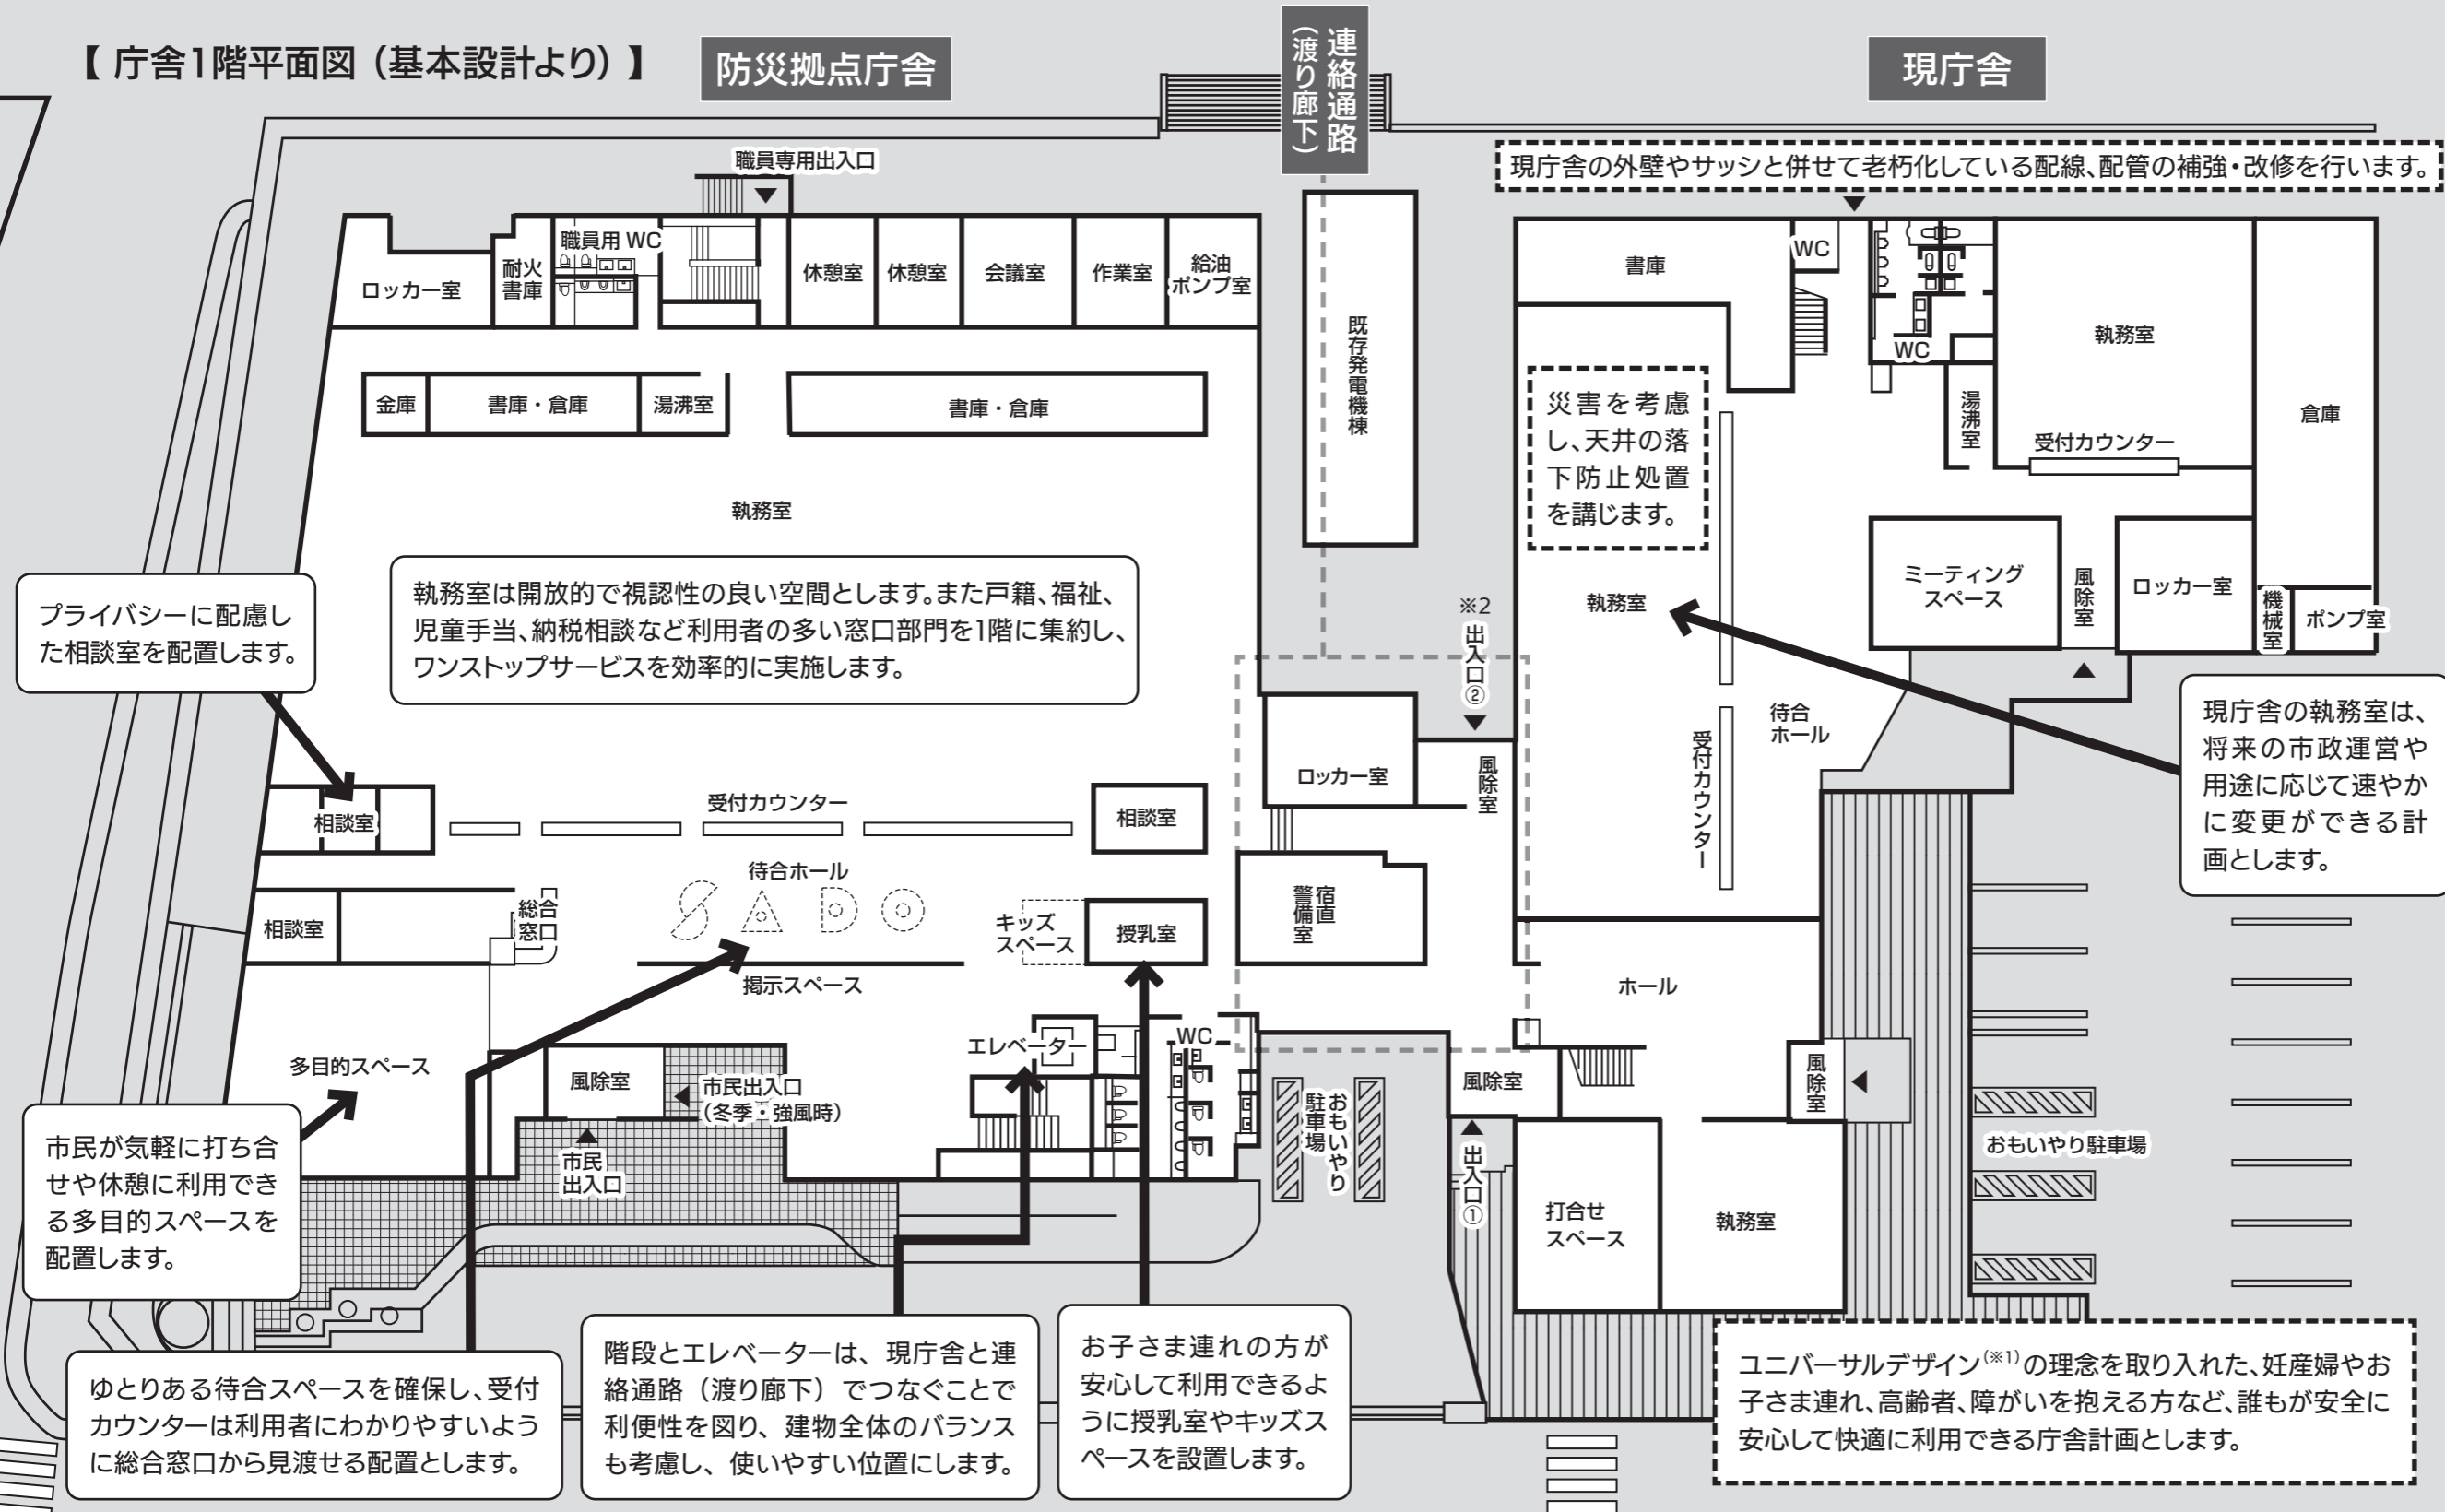 【 庁舎1階平面図（基本設計より）】
防災拠点庁舎
連絡通路
（渡り廊下）
現庁舎
現庁舎の外壁やサッシと併せて老朽化している配線、配管の補強・改修を行います。
職員専用出入口
ロッカー室
耐火
書庫
職員用 WC
休憩室
休憩室
会議室
作業室
給油
ポンプ室
金庫
書庫・倉庫
湯沸室
書庫・倉庫
執務室
執務室は開放的で視認性の良い空間とします。また戸籍、福祉、
児童手当、納税相談など利用者の多い窓口部門を1階に集約し、
ワンストップサービスを効率的に実施します。
プライバシーに配慮し
た相談室を配置します。
相談室
受付カウンター
相談室
待合ホール
SADO
相談室
総合
窓口
キッズ
スペース
授乳室
掲示スペース
多目的スペース
風除室
市民出入口
（冬季・強風時）
市民
出入口
エレベーター
WC
市民が気軽に打ち合
せや休憩に利用でき
る多目的スペースを
配置します。
ゆとりある待合スペースを確保し、受付
カウンターは利用者にわかりやすいよう
に総合窓口から見渡せる配置とします。
階段とエレベーターは、現庁舎と連
絡通路（渡り廊下）でつなぐことで
利便性を図り、建物全体のバランス
も考慮し、使いやすい位置にします。
お子さま連れの方が
安心して利用できるよ
うに授乳室やキッズス
ペースを設置します。
既存発電機棟
※2
出入口②
ロッカー室
風除室
宿直
警備室
おもいやり
駐車場
風除室
出入口①
書庫
WC
WC
執務室
倉庫
湯沸室
受付カウンター
災害を考慮
し、天井の落
下防止処置
を講じます。
執務室
ミーティング
スペース
風除室
ロッカー室
機械室
ポンプ室
待合
ホール
受付カウンター
現庁舎の執務室は、
将来の市政運営や
用途に応じて速やか
に変更ができる計
画とします。
ホール
風除室
打合せ
スペース
執務室
おもいやり駐車場
ユニバーサルデザイン(※1)の理念を取り入れた、妊産婦やお
子さま連れ、高齢者、障がいを抱える方など、誰もが安全に
安心して快適に利用できる庁舎計画とします。